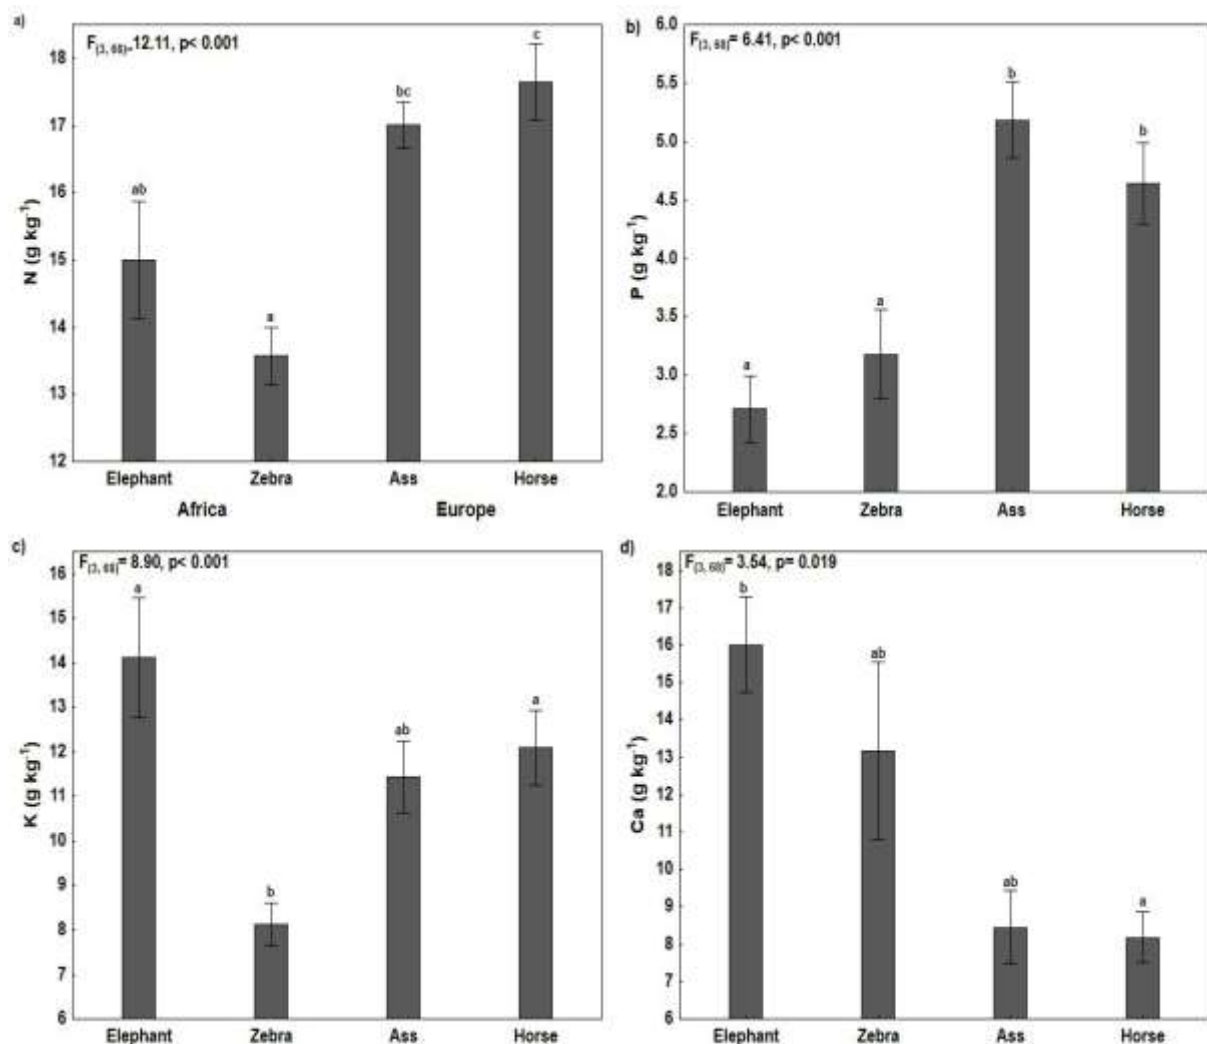 a)
F(3, 68)=12.11, p< 0.001
c
18
bc
17
ab
16
15
a
14
13
12
N (g kg-1)
Elephant Zebra Ass Horse
Africa Europe
b)
6.0
F(3, 68)= 6.41, p< 0.001
b
5.5
b
5.0
4.5
4.0
a
3.5
a
3.0
2.5
2.0
P (g kg-1)
Elephant Zebra Ass Horse
c)
F(3, 68)= 8.90, p< 0.001
16
a
15
14
a
13
ab
12
11
10
9
b
8
7
6
K (g kg-1)
Elephant Zebra Ass Horse
d)
F(3, 68)= 3.54, p= 0.019
18
b
17
16
ab
15
14
13
12
11
10
ab
9
a
8
7
6
Ca (g kg-1)
Elephant Zebra Ass Horse